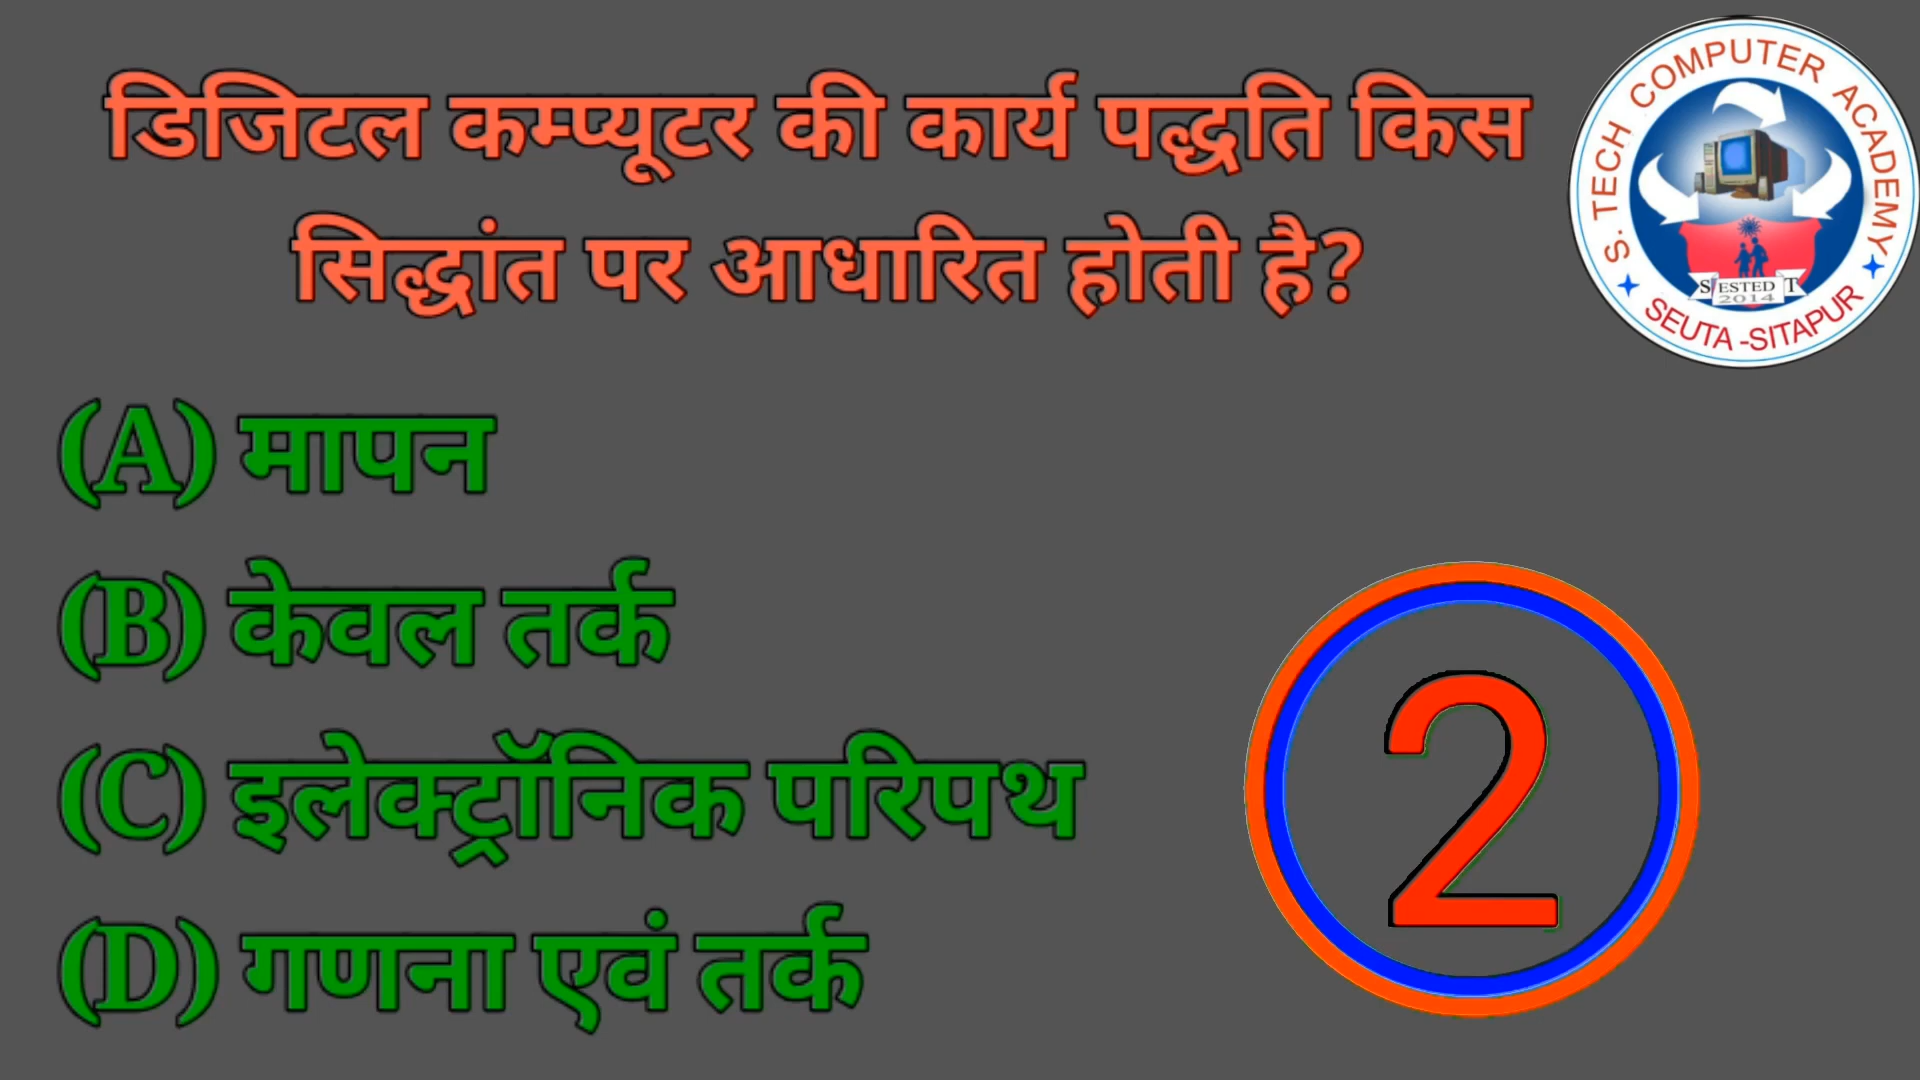 डिजिटल कम्प्यूटर की कार्य पद्धति किस
सिद्धांत पर आधारित होती है?
S. TECH COMPUTER ACADEMY
ESTED
2014
SEUTA -SITAPUR
(A) मापन
(B) केवल तर्क
(C) इलेक्ट्रॉनिक परिपथ
(D) गणना एवं तर्क
2